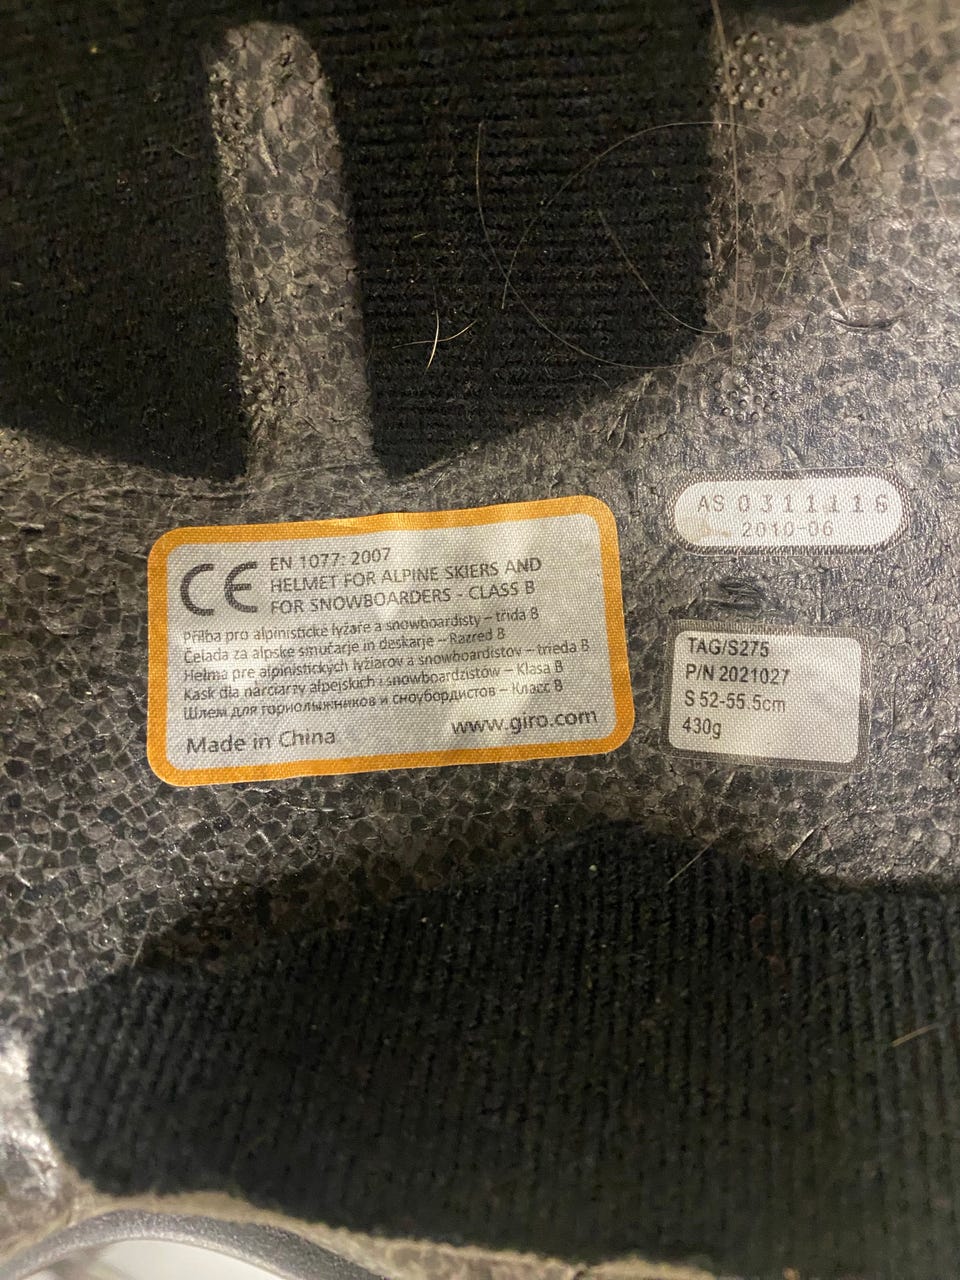 CE
EN 1077: 2007
HELMET FOR ALPINE SKIERS AND
FOR SNOWBOARDERS - CLASS B
Přilba pro alpinistické lyžaře a snowboardisty – třída B
Čelada za alpske smučarje in deskarje – Razred B
Helma pre alpinistických lyžiarov a snowboardistov – trieda B
Kask dla narciarzy alpejskich i snowboardzistów – Klasa B
Шлем для горнолыжников и сноубордистов – Класс B
Made in China
www.giro.com
AS 0311116
2010-06
TAG/S275
P/N 2021027
S 52-55.5cm
430g